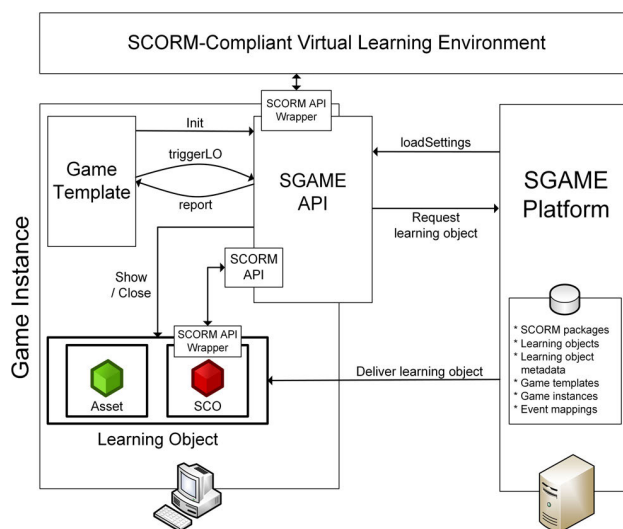 SCORM-Compliant Virtual Learning Environment
SCORM API
Wrapper
Init
loadSettings
triggerLO
Game
Template
SGAME
API
SGAME
Platform
report
Request
learning object
Game Instance
Show
/ Close
SCORM
API
SCORM API
Wrapper
* SCORM packages
* Learning objects
* Learning object
metadata
* Game templates
* Game instances
* Event mappings
Deliver learning object
Asset
SCO
Learning Object